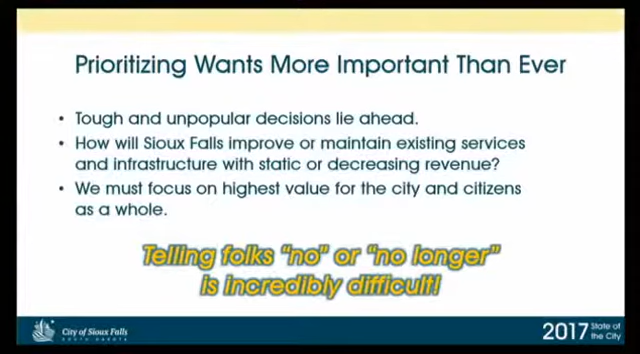 Prioritizing Wants More Important Than Ever
• Tough and unpopular decisions lie ahead.
• How will Sioux Falls improve or maintain existing services
and infrastructure with static or decreasing revenue?
• We must focus on highest value for the city and citizens
as a whole.
Telling folks "no" or "no longer"
is incredibly difficult!
City of Sioux Falls
SOUTH DAKOTA
2017 State of
the City